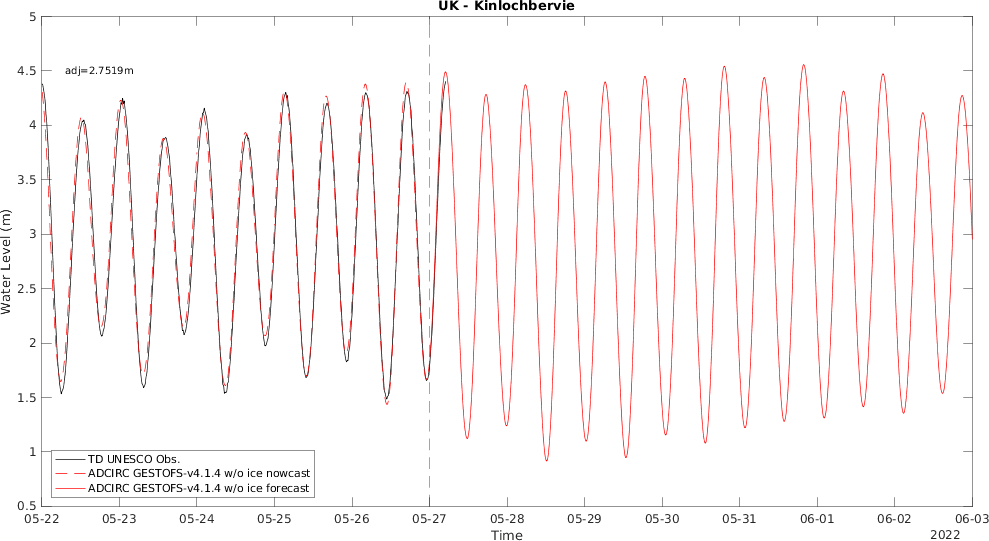 UK - Kinlochbervie
5
4.5
4
3.5
3
2.5
2
1.5
1
0.5
Water Level (m)
adj=2.7519m
TD UNESCO Obs.
ADCIRC GESTOFS-v4.1.4 w/o ice nowcast
ADCIRC GESTOFS-v4.1.4 w/o ice forecast
05-22 05-23 05-24 05-25 05-26 05-27 05-28 05-29 05-30 05-31 06-01 06-02 06-03
Time
2022